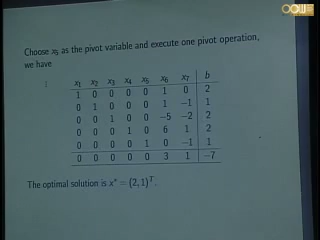 OCW
Choose x₅ as the pivot variable and execute one pivot operation,
we have
x₁ x₂ x₃ x₄ x₅ x₆ x₇ b
1 0 0 0 0 1 0 2
0 1 0 0 0 1 −1 1
0 0 1 0 0 −5 −2 2
0 0 0 1 0 6 1 2
0 0 0 0 1 0 −1 1
0 0 0 0 0 3 1 −7
The optimal solution is x* = (2, 1)ᵀ.